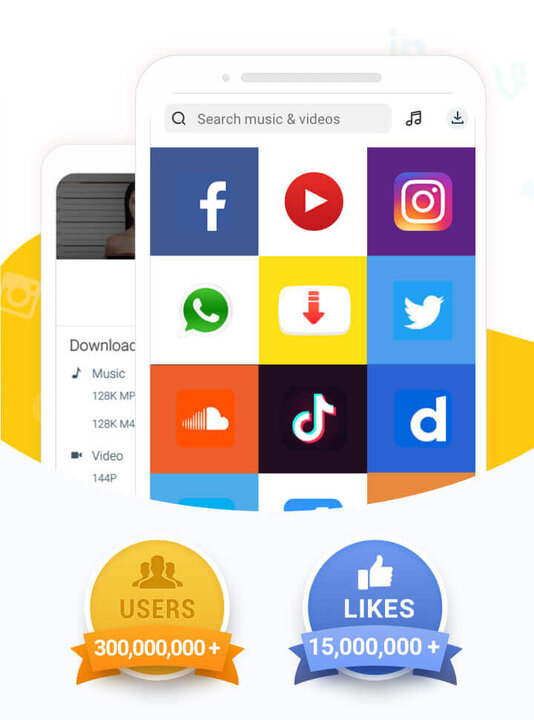 in
V
Search music & videos
f
d
Download
Music
128K MP
128K M4
Video
144P
USERS
300,000,000 +
LIKES
15,000,000 +